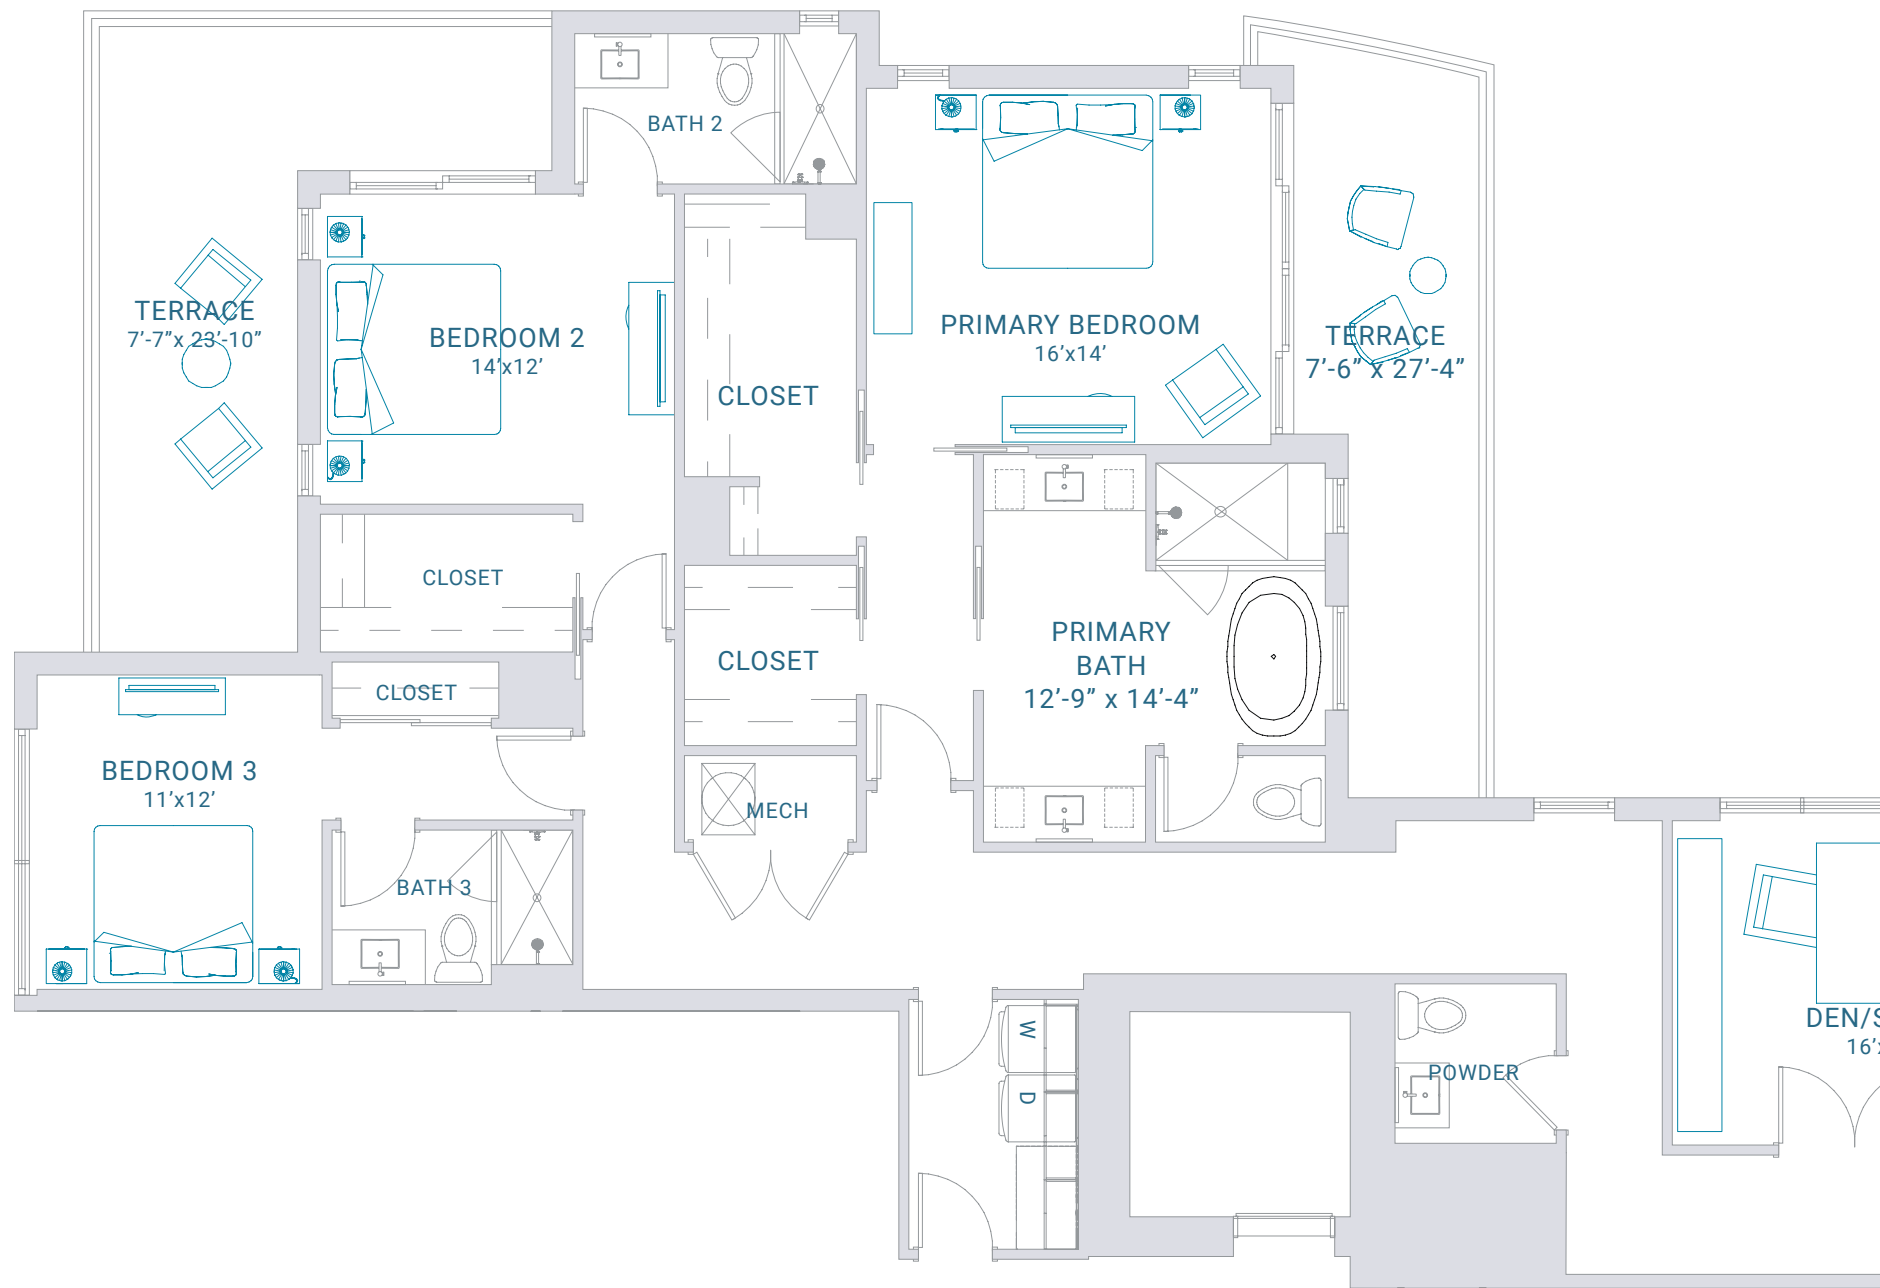 BATH 2
TERRACE
7’-7”x 23’-10”
BEDROOM 2
14’x12’
CLOSET
PRIMARY BEDROOM
16’x14’
TERRACE
7’-6” x 27’-4”
CLOSET
CLOSET
PRIMARY
BATH
12’-9” x 14’-4”
CLOSET
BEDROOM 3
11’x12’
MECH
BATH 3
W
D
POWDER
DEN/S
16’x